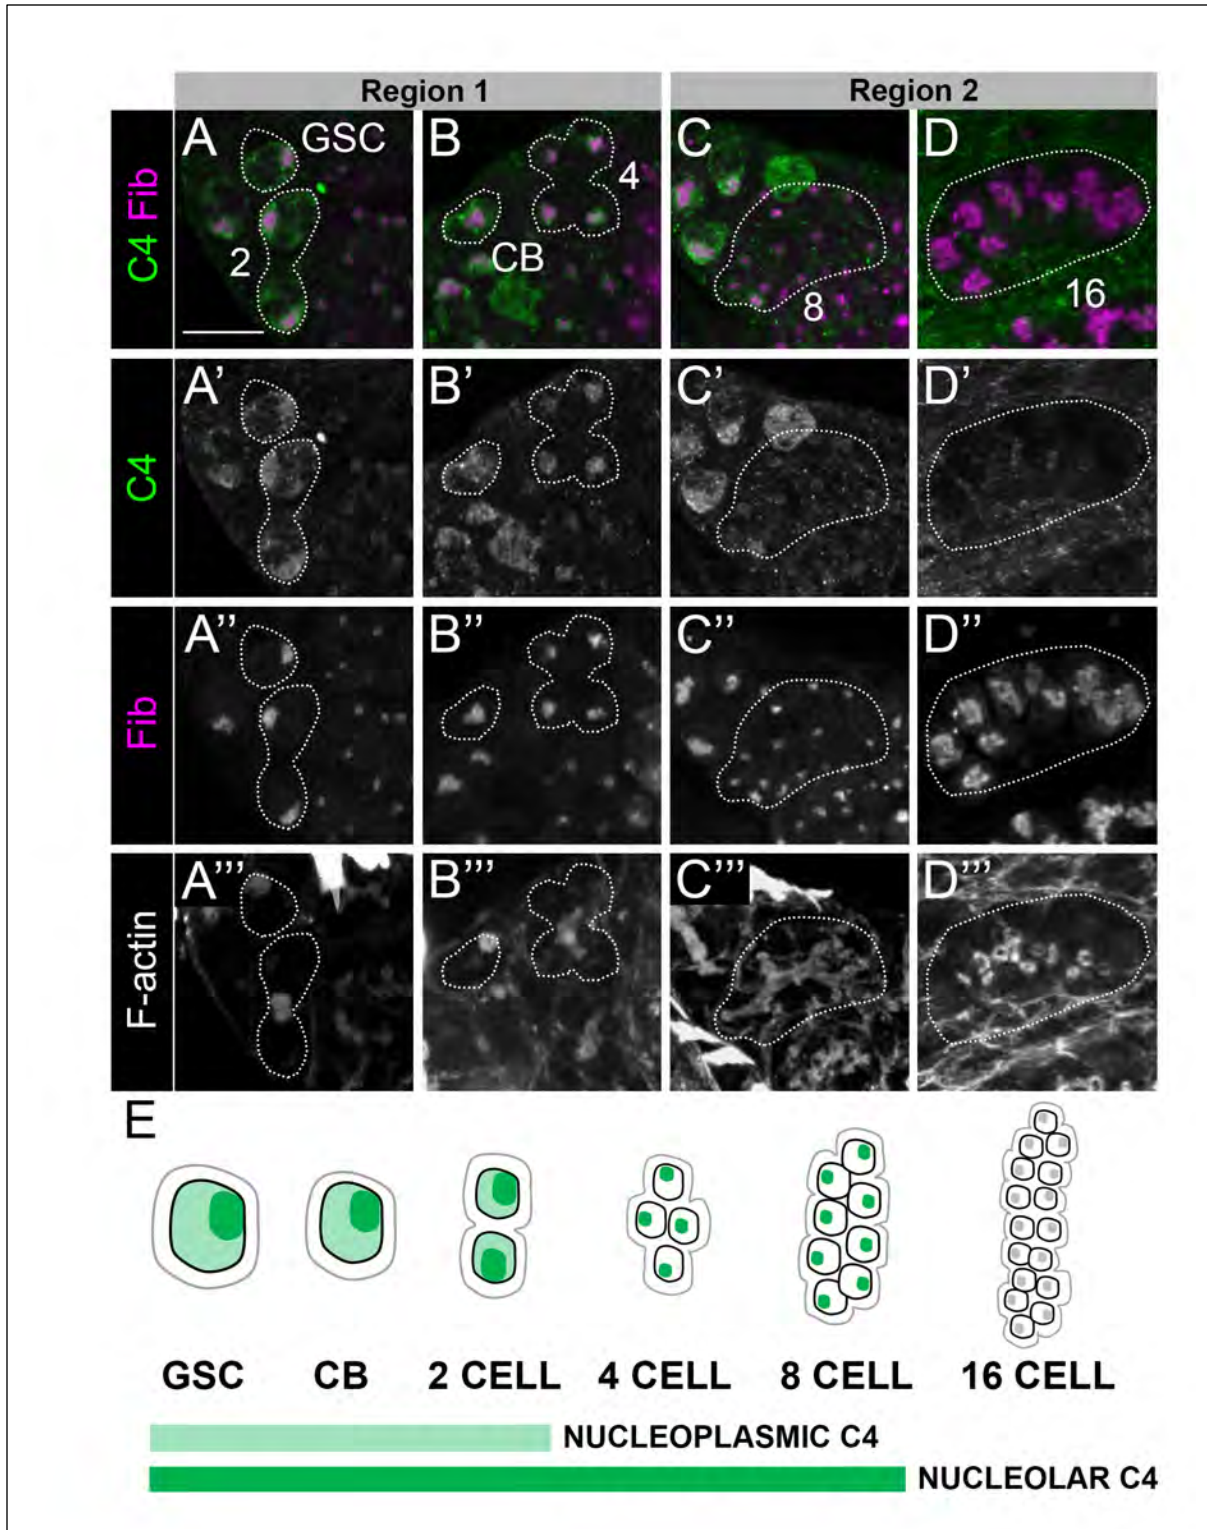 Region 1 Region 2
C4 Fib
A GSC 2
B 4 CB
C 8
D 16
C4
A’ B’ C’ D’
Fib
A’’ B’’ C’’ D’’
F-actin
A’’’ B’’’ C’’’ D’’’
E
GSC CB 2 CELL 4 CELL 8 CELL 16 CELL
NUCLEOPLASMIC C4
NUCLEOLAR C4